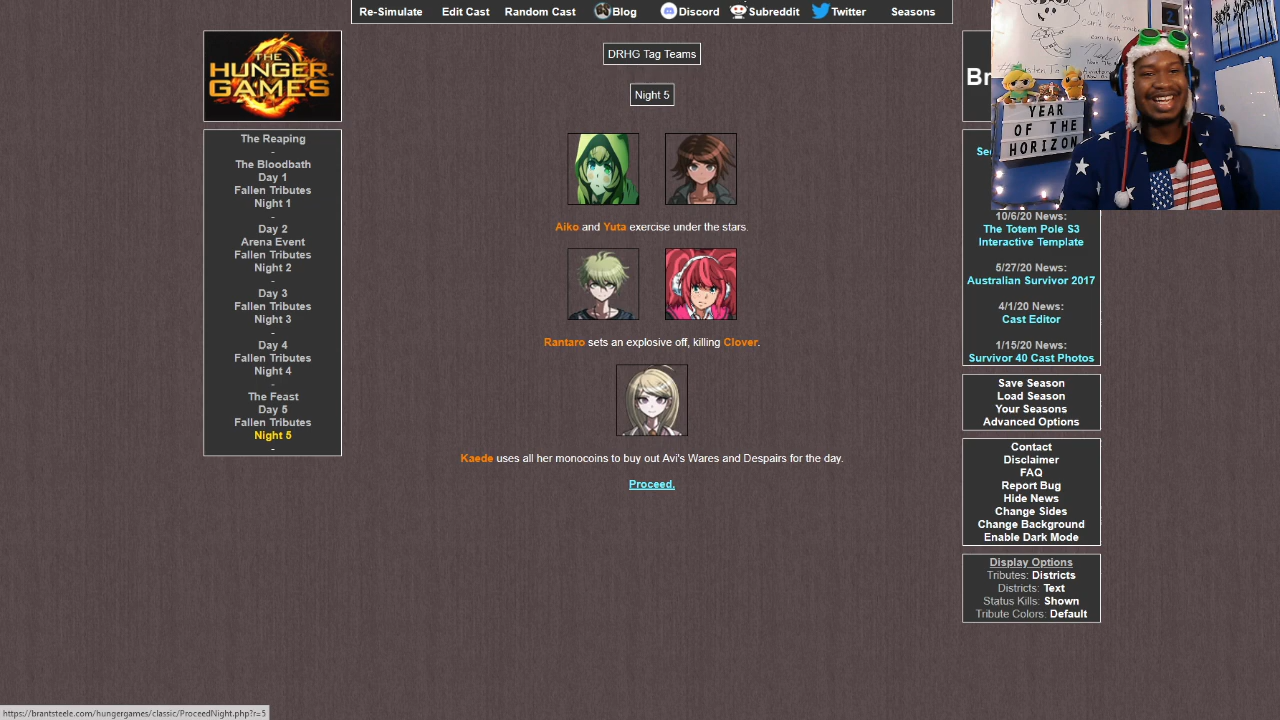 Re-Simulate Edit Cast Random Cast Blog Discord Subreddit Twitter Seasons
THE
HUNGER
GAMES
The Reaping
-
The Bloodbath
Day 1
Fallen Tributes
Night 1
-
Day 2
Arena Event
Fallen Tributes
Night 2
-
Day 3
Fallen Tributes
Night 3
-
Day 4
Fallen Tributes
Night 4
-
The Feast
Day 5
Fallen Tributes
Night 5
-
DRHG Tag Teams
Night 5
Aiko and Yuta exercise under the stars.
Rantaro sets an explosive off, killing Clover.
Kaede uses all her monocoins to buy out Avi's Wares and Despairs for the day.
Proceed.
YEAR
OF THE
HORIZON
10/6/20 News:
The Totem Pole S3
Interactive Template
5/27/20 News:
Australian Survivor 2017
4/1/20 News:
Cast Editor
1/15/20 News:
Survivor 40 Cast Photos
Save Season
Load Season
Your Seasons
Advanced Options
Contact
Disclaimer
FAQ
Report Bug
Hide News
Change Sides
Change Background
Enable Dark Mode
Display Options
Tributes: Districts
Districts: Text
Status Kills: Shown
Tribute Colors: Default
https://brantsteele.com/hungergames/classic/ProceedNight.php?r=5